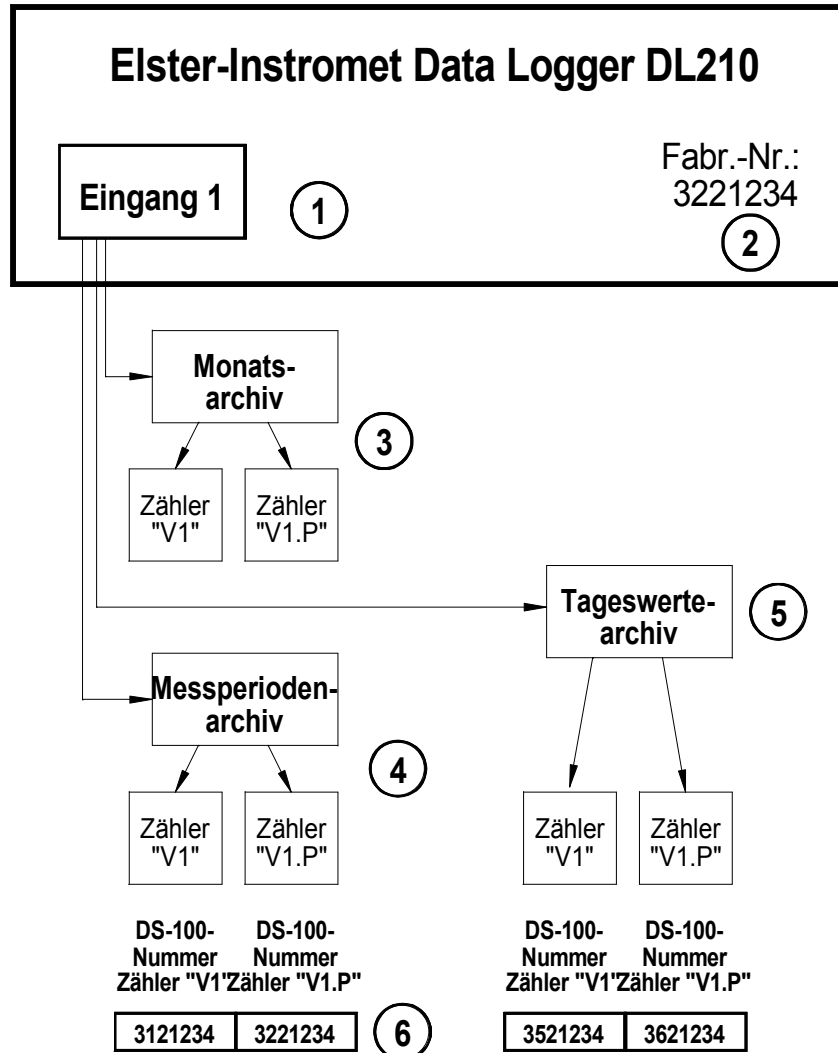 Elster-Instromet Data Logger DL210
Eingang 1
1
Fabr.-Nr.:
3221234
2
Monats-
archiv
3
Zähler
"V1"
Zähler
"V1.P"
Tageswerte-
archiv
5
Messperioden-
archiv
4
Zähler
"V1"
Zähler
"V1.P"
Zähler
"V1"
Zähler
"V1.P"
DS-100-
Nummer
Zähler "V1"
DS-100-
Nummer
Zähler "V1.P"
DS-100-
Nummer
Zähler "V1"
DS-100-
Nummer
Zähler "V1.P"
3121234
3221234
6
3521234
3621234